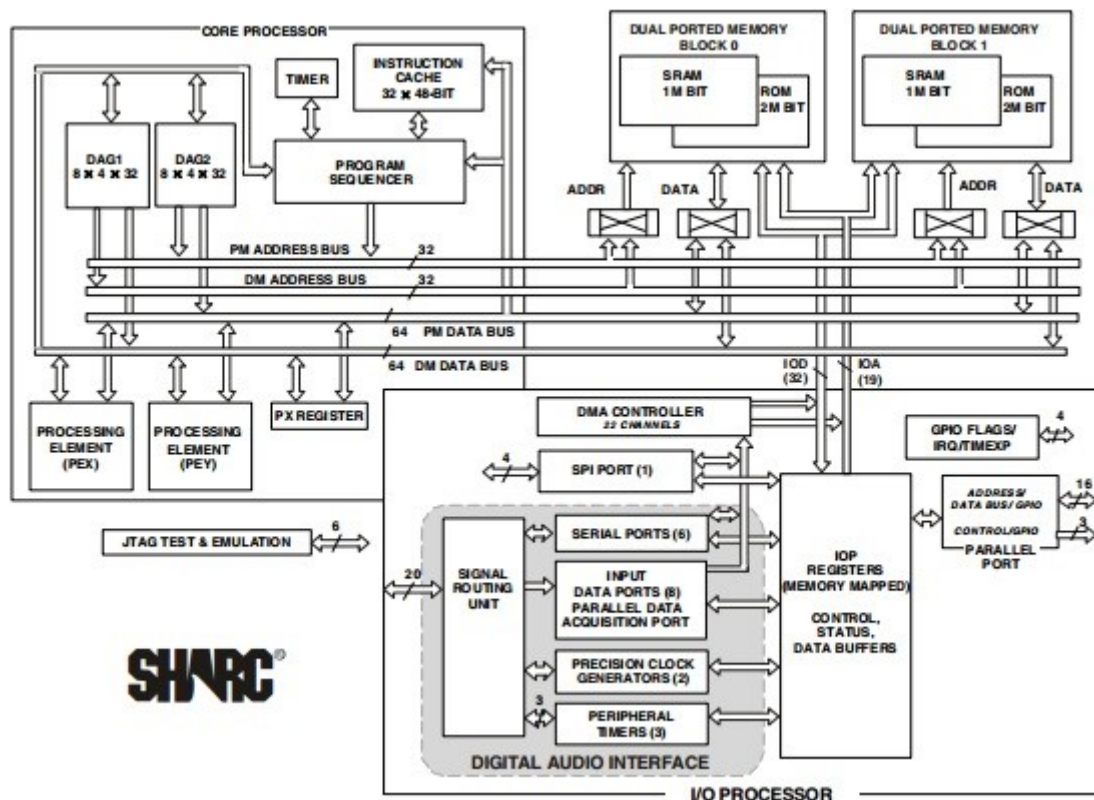 CORE PROCESSOR
TIMER
INSTRUCTION
CACHE
32 × 48-BIT
DAG1
8 × 4 × 32
DAG2
8 × 4 × 32
PROGRAM
SEQUENCER
DUAL PORTED MEMORY
BLOCK 0
SRAM
1M BIT
ROM
2M BIT
DUAL PORTED MEMORY
BLOCK 1
SRAM
1M BIT
ROM
2M BIT
ADDR
DATA
ADDR
DATA
PM ADDRESS BUS
32
DM ADDRESS BUS
32
64 PM DATA BUS
64 DM DATA BUS
IOD
(32)
IOA
(19)
PROCESSING
ELEMENT
(PEX)
PROCESSING
ELEMENT
(PEY)
PX REGISTER
JTAG TEST & EMULATION
6
DMA CONTROLLER
22 CHANNELS
4
SPI PORT (1)
GPIO FLAGS/
IRQ/TIMEXP
4
ADDRESS/
DATA BUS/ GPIO
CONTROL/GPIO
PARALLEL
PORT
16
3
20
SIGNAL
ROUTING
UNIT
SERIAL PORTS (6)
INPUT
DATA PORTS (8)
PARALLEL DATA
ACQUISITION PORT
PRECISION CLOCK
GENERATORS (2)
3
PERIPHERAL
TIMERS (3)
DIGITAL AUDIO INTERFACE
IOP
REGISTERS
(MEMORY MAPPED)
CONTROL,
STATUS,
DATA BUFFERS
I/O PROCESSOR
SHARC®